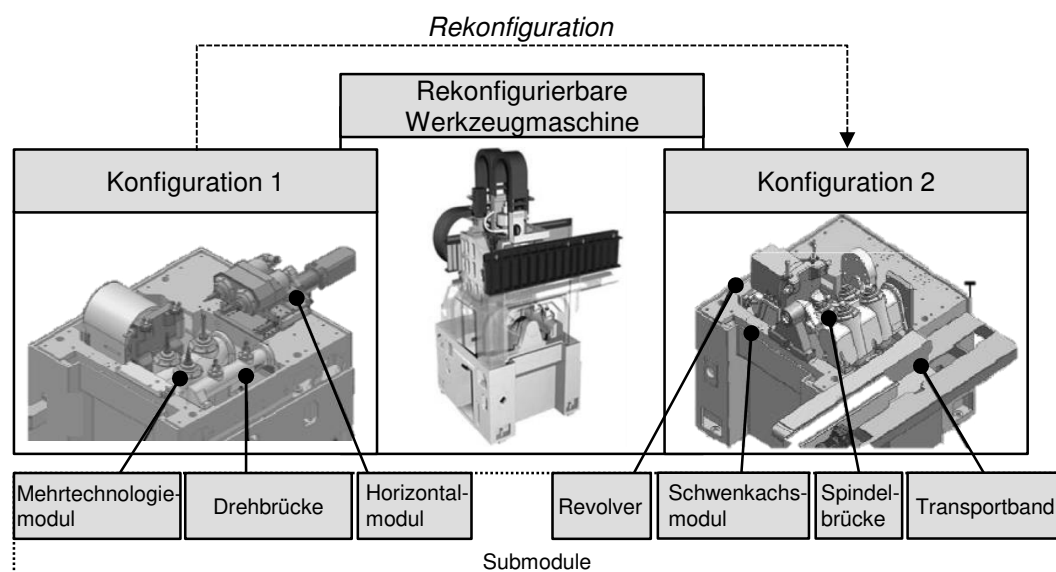 Rekonfiguration
Rekonfigurierbare
Werkzeugmaschine
Konfiguration 1
Konfiguration 2
Mehrtechnologie-
modul
Drehbrücke
Horizontal-
modul
Revolver
Schwenkachs-
modul
Spindel-
brücke
Transportband
Submodule